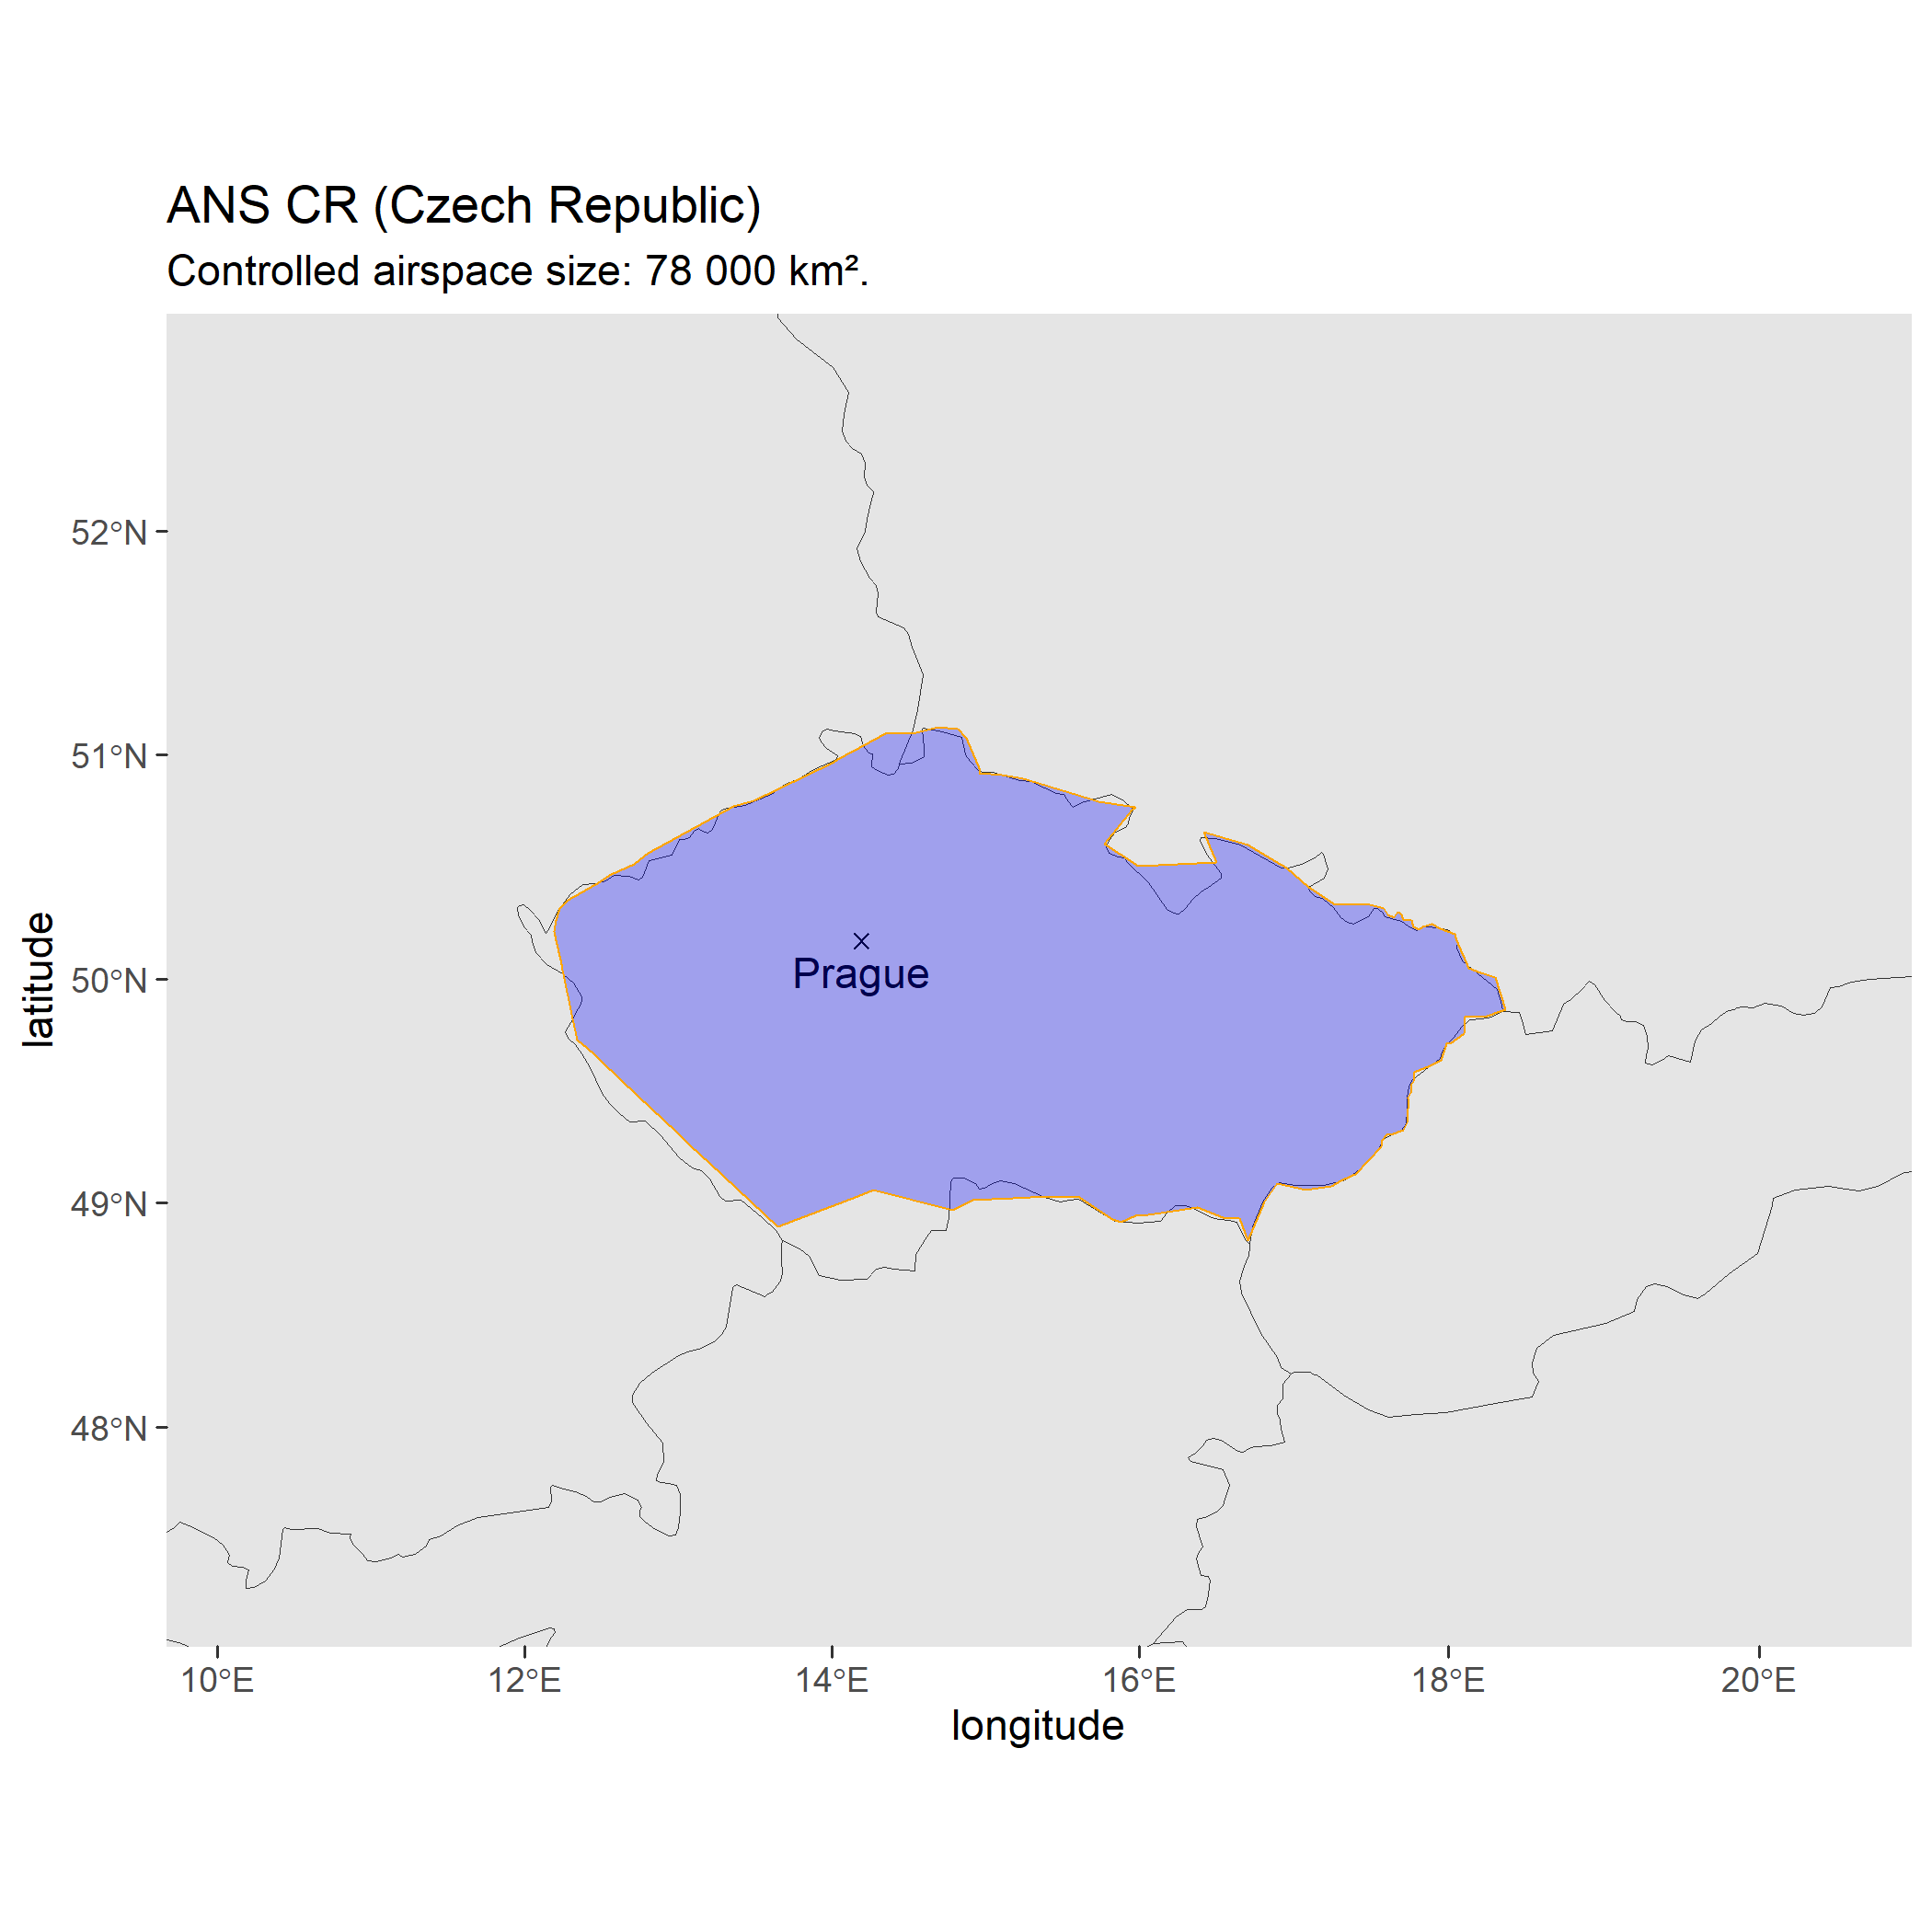 ANS CR (Czech Republic)
Controlled airspace size: 78 000 km².
52°N
51°N
50°N
49°N
48°N
latitude
Prague
10°E 12°E 14°E 16°E 18°E 20°E
longitude